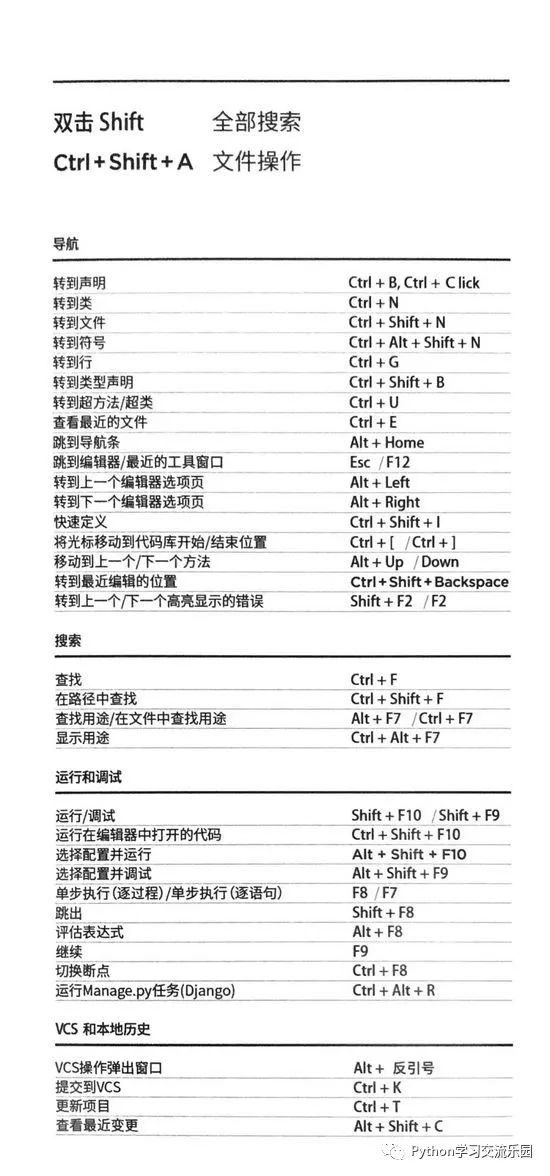 双击 Shift 全部搜索
Ctrl+Shift+A 文件操作
导航
转到声明 Ctrl + B, Ctrl + Click
转到类 Ctrl + N
转到文件 Ctrl + Shift + N
转到符号 Ctrl + Alt + Shift + N
转到行 Ctrl + G
转到类型声明 Ctrl + Shift + B
转到超方法/超类 Ctrl + U
查看最近的文件 Ctrl + E
跳到导航条 Alt + Home
跳到编辑器/最近的工具窗口 Esc / F12
转到上一个编辑器选项页 Alt + Left
转到下一个编辑器选项页 Alt + Right
快速定义 Ctrl + Shift + I
将光标移动到代码库开始/结束位置 Ctrl + [ / Ctrl + ]
移动到上一个/下一个方法 Alt + Up / Down
转到最近编辑的位置 Ctrl + Shift + Backspace
转到上一个/下一个高亮显示的错误 Shift + F2 / F2
搜索
查找 Ctrl + F
在路径中查找 Ctrl + Shift + F
查找用途/在文件中查找用途 Alt + F7 / Ctrl + F7
显示用途 Ctrl + Alt + F7
运行和调试
运行/调试 Shift + F10 / Shift + F9
运行在编辑器中打开的代码 Ctrl + Shift + F10
选择配置并运行 Alt + Shift + F10
选择配置并调试 Alt + Shift + F9
单步执行(逐过程)/单步执行(逐语句) F8 / F7
跳出 Shift + F8
评估表达式 Alt + F8
继续 F9
切换断点 Ctrl + F8
运行Manage.py任务(Django) Ctrl + Alt + R
VCS 和本地历史
VCS操作弹出窗口 Alt + 反引号
提交到VCS Ctrl + K
更新项目 Ctrl + T
查看最近变更 Alt + Shift + C
Python学习交流乐园